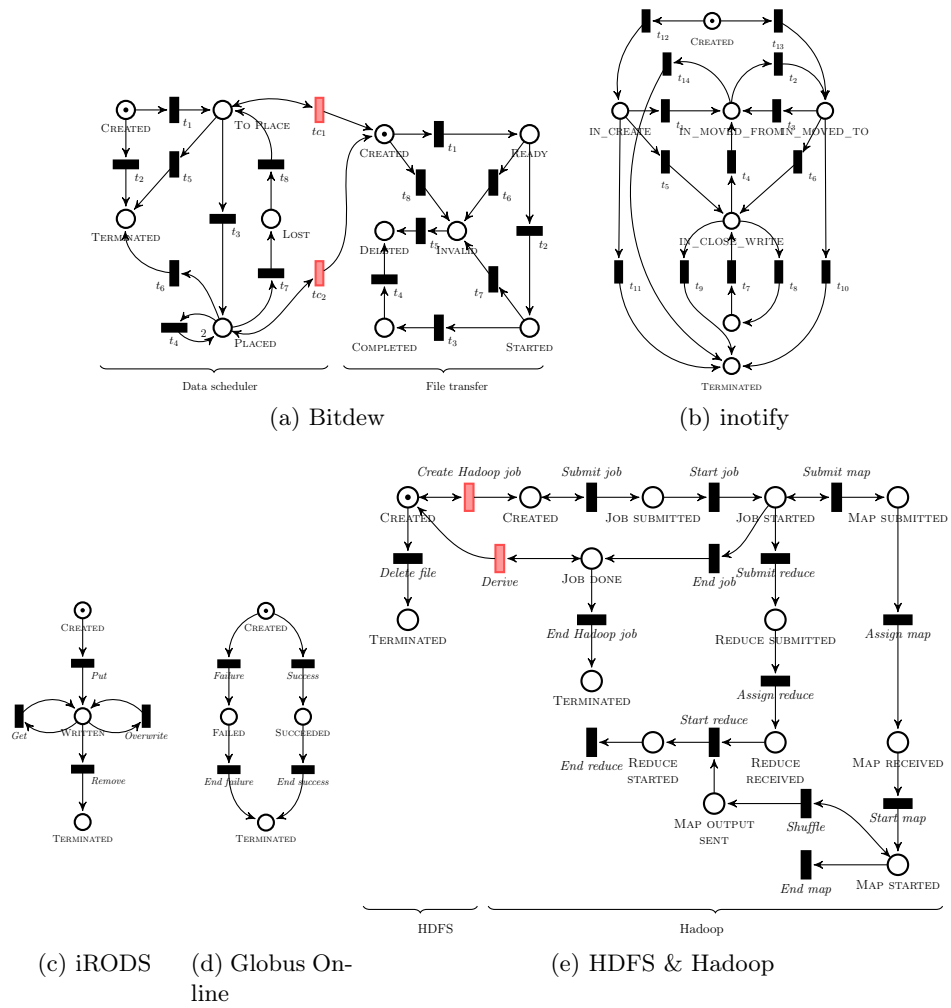 CREATED
t1
TO PLACE
tc1
t2
t5
t8
TERMINATED
t3
LOST
t6
t7
tc2
t4
2
PLACED
Data scheduler
CREATED
t1
READY
t8
t6
DELETED
t5
INVALID
t2
t4
t7
COMPLETED
t3
STARTED
File transfer
(a) Bitdew
t12
CREATED
t13
t14
t2
IN_CREATE
t1
IN_MOVED_FROM
t3
IN_MOVED_TO
t5
t4
t6
IN_CLOSE_WRITE
t11
t9
t7
t8
t10
TERMINATED
(b) inotify
CREATED
Put
Get
WRITTEN
Overwrite
Remove
TERMINATED
(c) iRODS
CREATED
Failure
Success
FAILED
SUCCEEDED
End failure
End success
TERMINATED
(d) Globus On-
line
Create Hadoop job
Submit job
Start job
Submit map
CREATED
CREATED
JOB SUBMITTED
JOB STARTED
MAP SUBMITTED
Delete file
Derive
JOB DONE
End job
Submit reduce
TERMINATED
End Hadoop job
REDUCE SUBMITTED
Assign map
TERMINATED
Assign reduce
Start reduce
End reduce
REDUCE
STARTED
REDUCE
RECEIVED
MAP RECEIVED
MAP OUTPUT
SENT
Shuffle
Start map
End map
MAP STARTED
HDFS
Hadoop
(e) HDFS & Hadoop